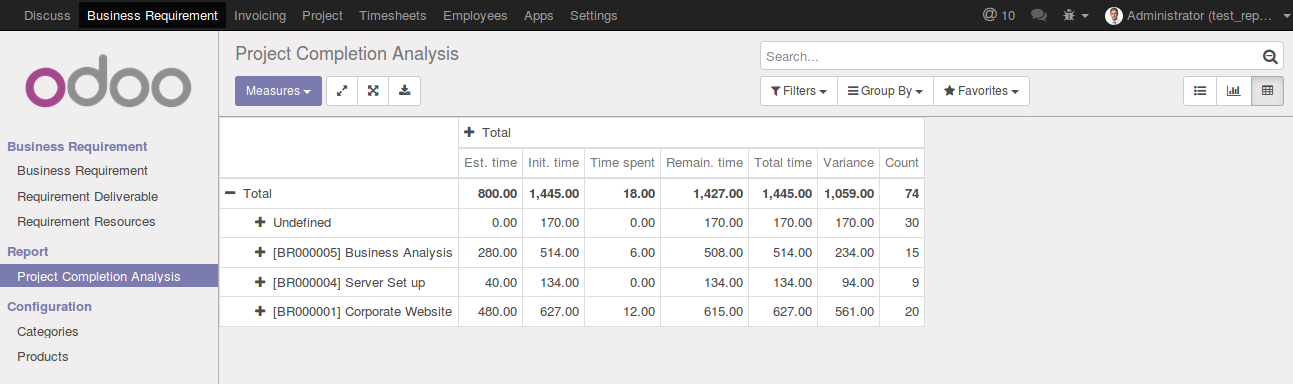 Discuss Business Requirement Invoicing Project Timesheets Employees Apps Settings @ 10 Administrator (test_rep...
odoo
Project Completion Analysis
Search...
Measures
Filters Group By Favorites
Business Requirement
Business Requirement
Requirement Deliverable
Requirement Resources
Report
Project Completion Analysis
Configuration
Categories
Products
Total
Est. time Init. time Time spent Remain. time Total time Variance Count
Total 800.00 1,445.00 18.00 1,427.00 1,445.00 1,059.00 74
Undefined 0.00 170.00 0.00 170.00 170.00 170.00 30
[BR000005] Business Analysis 280.00 514.00 6.00 508.00 514.00 234.00 15
[BR000004] Server Set up 40.00 134.00 0.00 134.00 134.00 94.00 9
[BR000001] Corporate Website 480.00 627.00 12.00 615.00 627.00 561.00 20